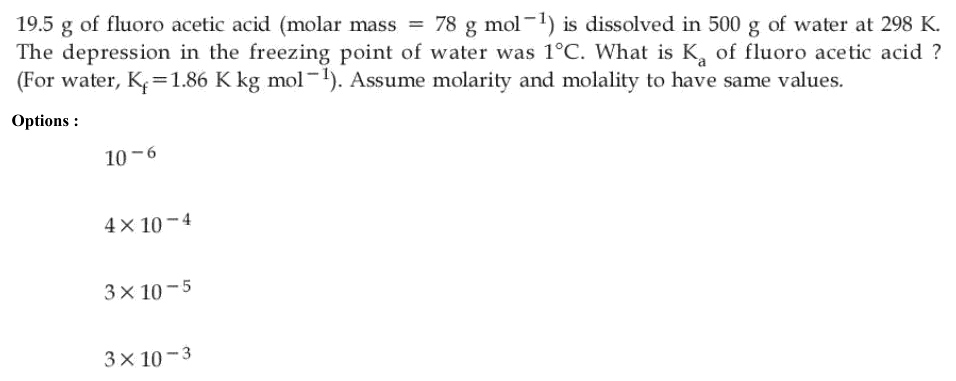 19.5 g of fluoro acetic acid (molar mass = 78 g mol⁻¹) is dissolved in 500 g of water at 298 K.
The depression in the freezing point of water was 1°C. What is Kₐ of fluoro acetic acid ?
(For water, K_f=1.86 K kg mol⁻¹). Assume molarity and molality to have same values.
Options :
10⁻⁶
4×10⁻⁴
3×10⁻⁵
3×10⁻³